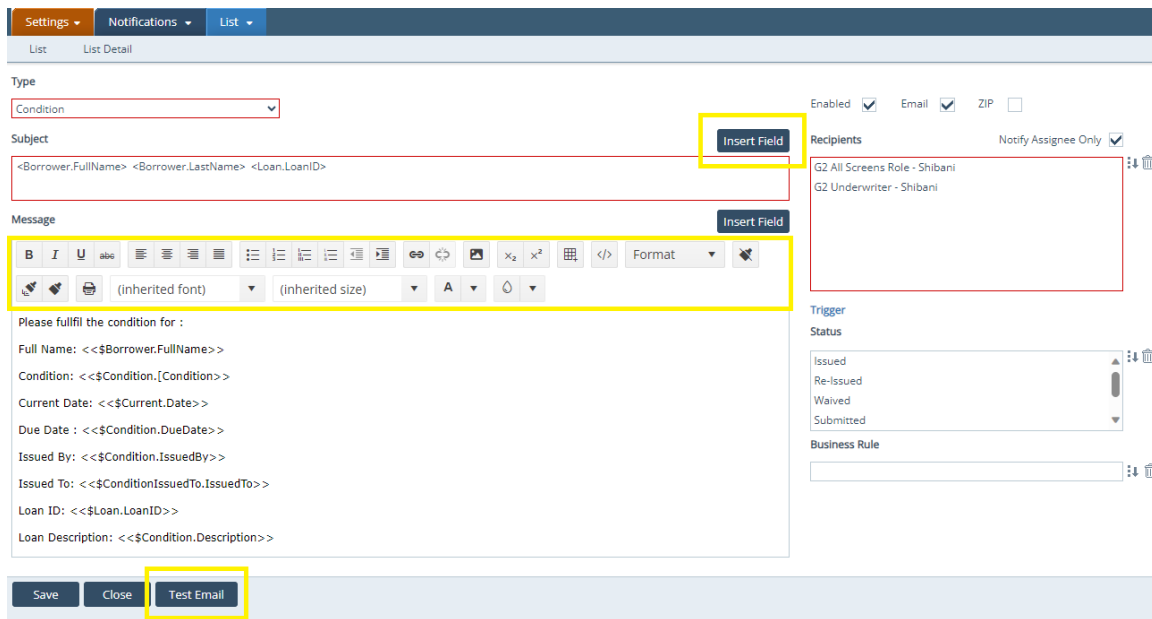 Settings
Notifications
List
List
List Detail
Type
Condition
Enabled
Email
ZIP
Subject
Insert Field
Recipients
Notify Assignee Only
<Borrower.FullName> <Borrower.LastName> <Loan.LoanID>
G2 All Screens Role - Shibani
G2 Underwriter - Shibani
Message
Insert Field
B I U abc
x₂ x²
</>
Format
(inherited font)
(inherited size)
A
Please fullfil the condition for :
Full Name: <<$Borrower.FullName>>
Condition: <<$Condition.[Condition>>
Current Date: <<$Current.Date>>
Due Date : <<$Condition.DueDate>>
Issued By: <<$Condition.IssuedBy>>
Issued To: <<$ConditionIssuedTo.IssuedTo>>
Loan ID: <<$Loan.LoanID>>
Loan Description: <<$Condition.Description>>
Trigger
Status
Issued
Re-Issued
Waived
Submitted
Business Rule
Save
Close
Test Email